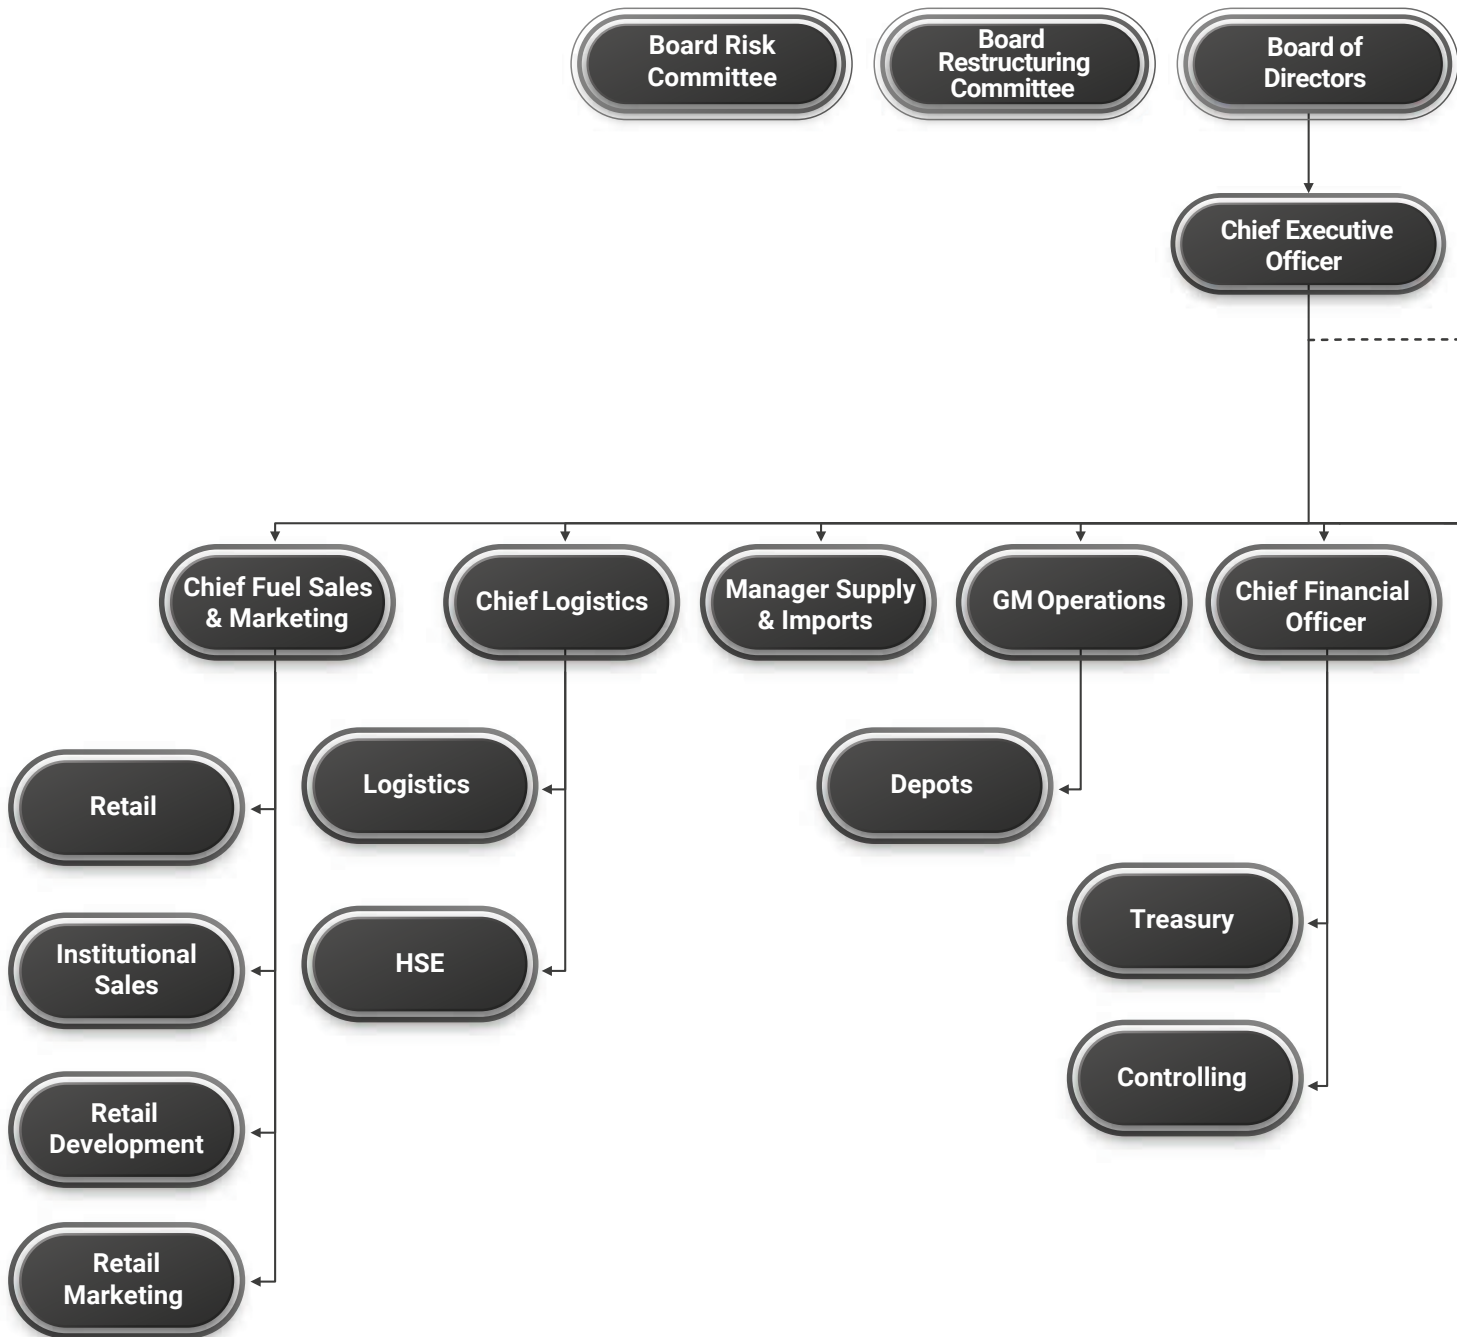 Board Risk
Committee
Board
Restructuring
Committee
Board of
Directors
Chief Executive
Officer
Chief Fuel Sales
& Marketing
Chief Logistics
Manager Supply
& Imports
GM Operations
Chief Financial
Officer
Retail
Logistics
Depots
Treasury
Institutional
Sales
HSE
Controlling
Retail
Development
Retail
Marketing